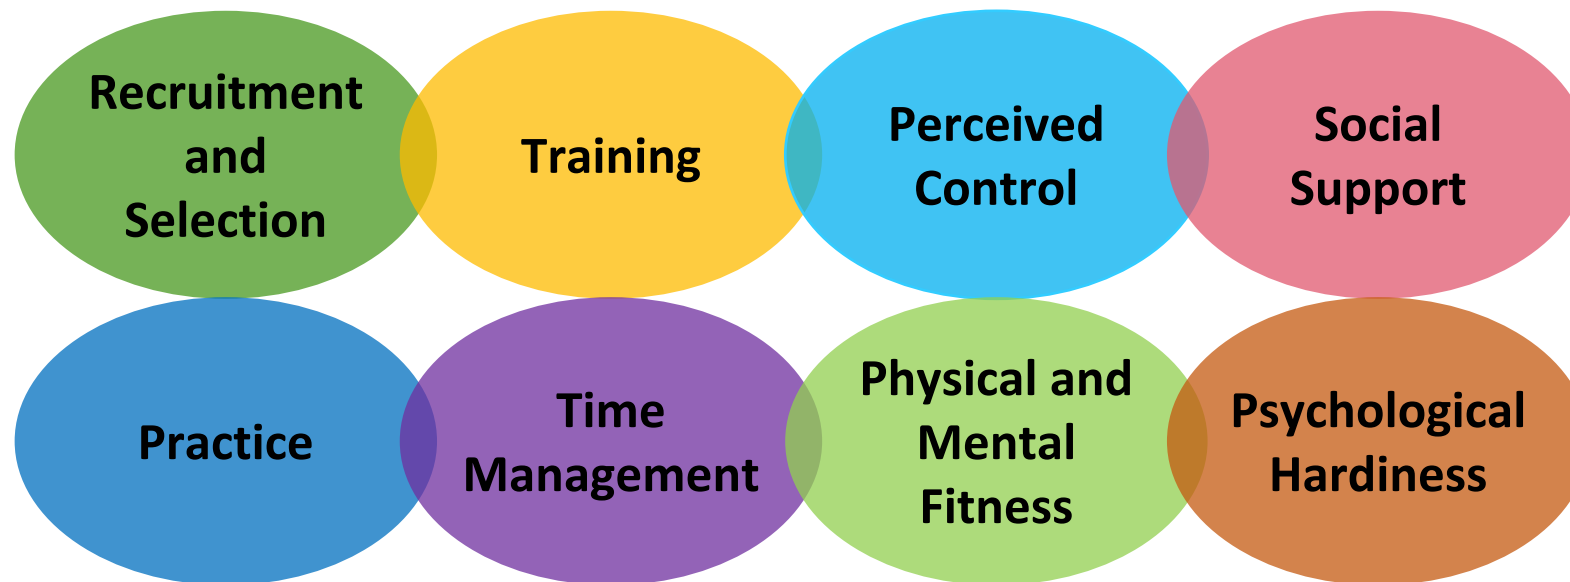 Recruitment
and
Selection
Training
Perceived
Control
Social
Support
Practice
Time
Management
Physical and
Mental
Fitness
Psychological
Hardiness